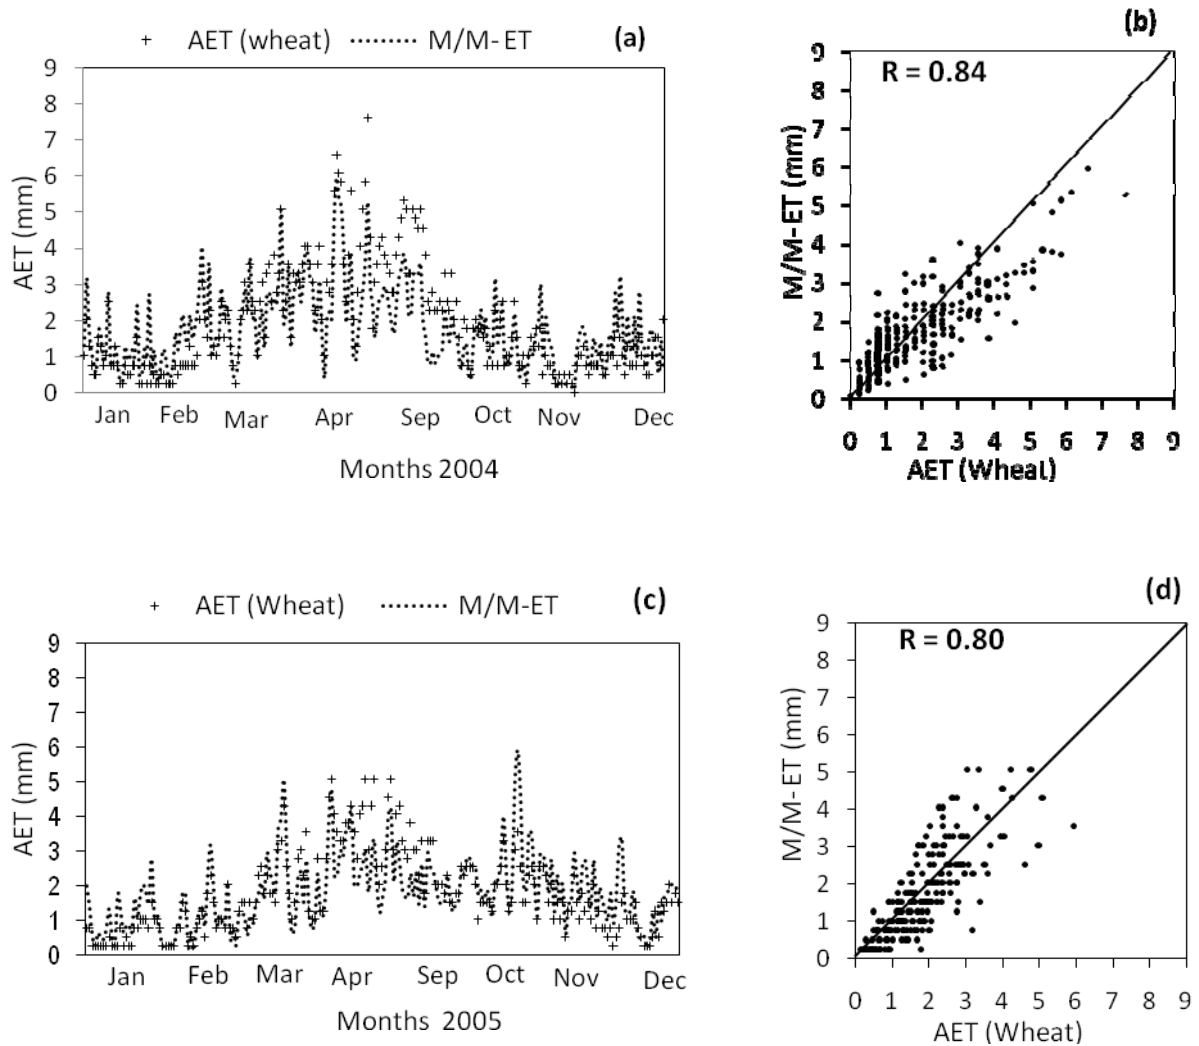 AET (wheat) M/M- ET (a)
9
8
7
6
5
4
3
2
1
0
AET (mm)
Jan Feb Mar Apr Sep Oct Nov Dec
Months 2004
(b)
R = 0.84
9
8
7
6
5
4
3
2
1
0
M/M-ET (mm)
0 1 2 3 4 5 6 7 8 9
AET (Wheat)
AET (Wheat) M/M-ET (c)
9
8
7
6
5
4
3
2
1
0
AET (mm)
Jan Feb Mar Apr Sep Oct Nov Dec
Months 2005
(d)
R = 0.80
9
8
7
6
5
4
3
2
1
0
M/M- ET (mm)
0 1 2 3 4 5 6 7 8 9
AET (Wheat)